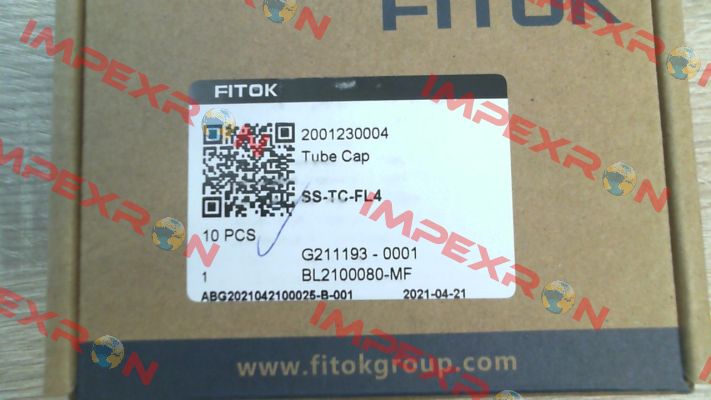 FITOK
FITOK
2001230004
Tube Cap
SS-TC-FL4
10 PCS
G211193 - 0001
1
BL2100080-MF
ABG2021042100025-B-001
2021-04-21
www.fitokgroup.com
IMPEXRON
IMPEXRON
IMPEXRON
IMPEXRON
IMPEXRON